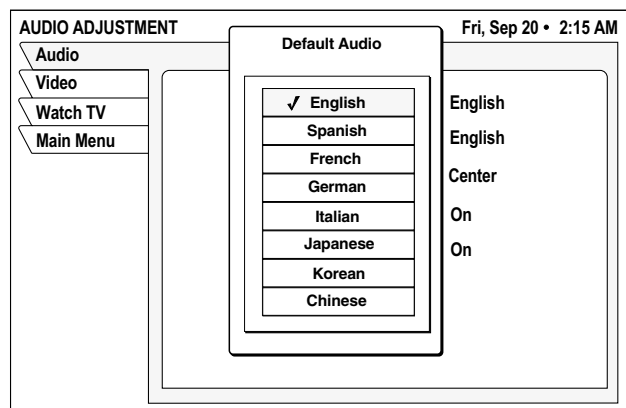 AUDIO ADJUSTMENT
Fri, Sep 20 • 2:15 AM
Audio
Video
Watch TV
Main Menu
Default Audio
✓ English
Spanish
French
German
Italian
Japanese
Korean
Chinese
English
English
Center
On
On